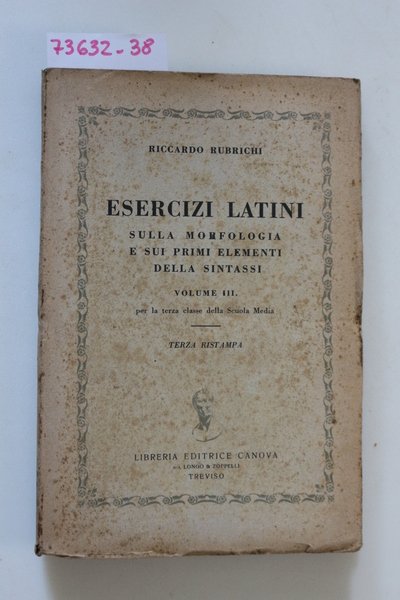 73632-38
RICCARDO RUBRICHI
ESERCIZI LATINI
SULLA MORFOLOGIA
E SUI PRIMI ELEMENTI
DELLA SINTASSI
VOLUME III.
per la terza classe della Scuola Media
TERZA RISTAMPA
LIBRERIA EDITRICE CANOVA
LONGO & ZOPPELLI
TREVISO